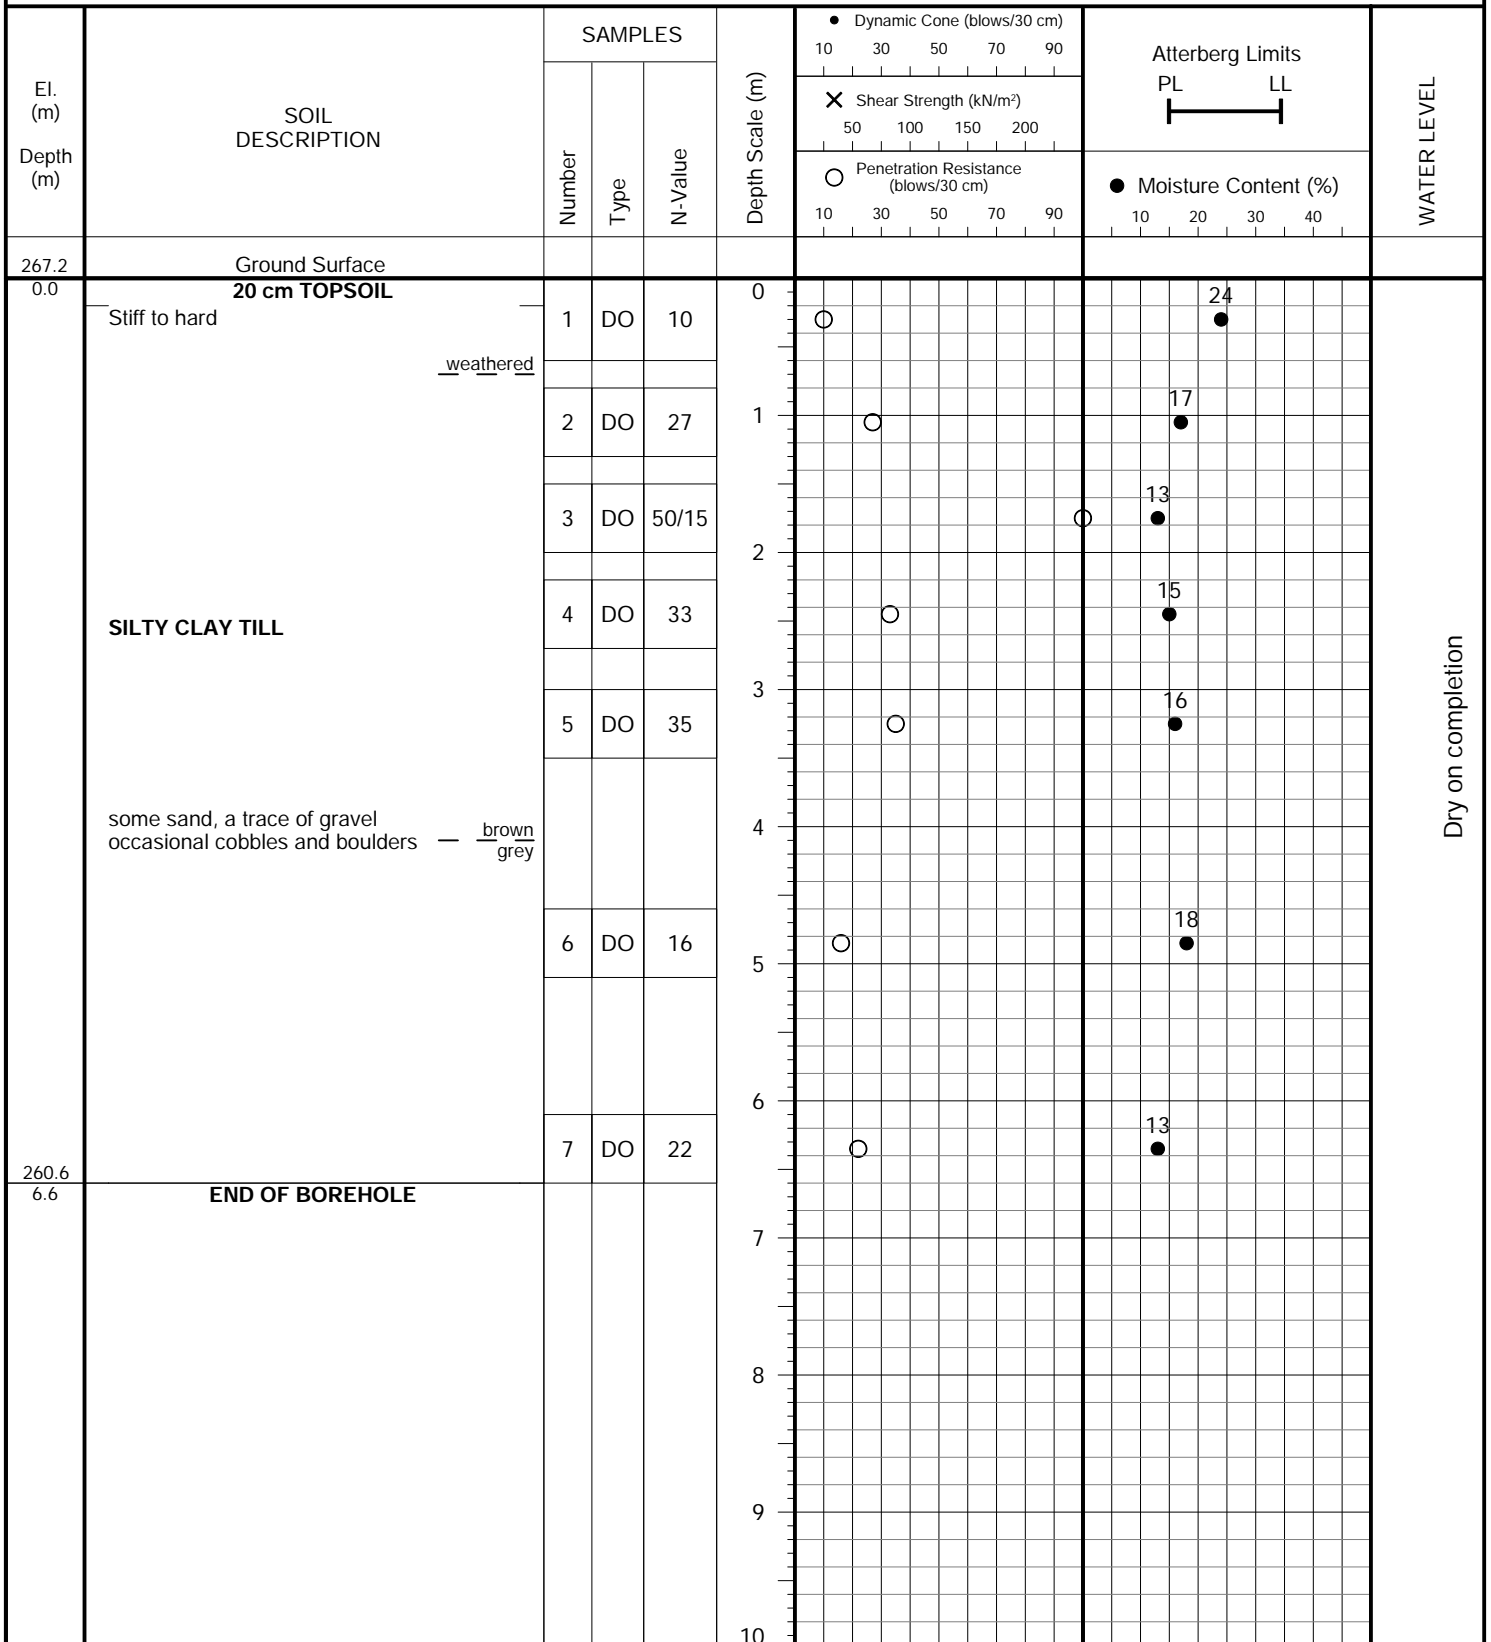 El.
(m)
Depth
(m)
SOIL
DESCRIPTION
SAMPLES
Number
Type
N-Value
Depth Scale (m)
Dynamic Cone (blows/30 cm)
10 30 50 70 90
Shear Strength (kN/m²)
50 100 150 200
Penetration Resistance
(blows/30 cm)
10 30 50 70 90
Atterberg Limits
PL LL
Moisture Content (%)
10 20 30 40
WATER LEVEL
267.2 Ground Surface
0.0 20 cm TOPSOIL 0
24
Stiff to hard 1 DO 10
weathered
17
1
2 DO 27
13
3 DO 50/15
2
15
4 DO 33
SILTY CLAY TILL
3
16
5 DO 35
some sand, a trace of gravel
occasional cobbles and boulders
brown
grey
4
18
6 DO 16
5
6
13
7 DO 22
260.6
6.6 END OF BOREHOLE
7
8
9
10
Dry on completion